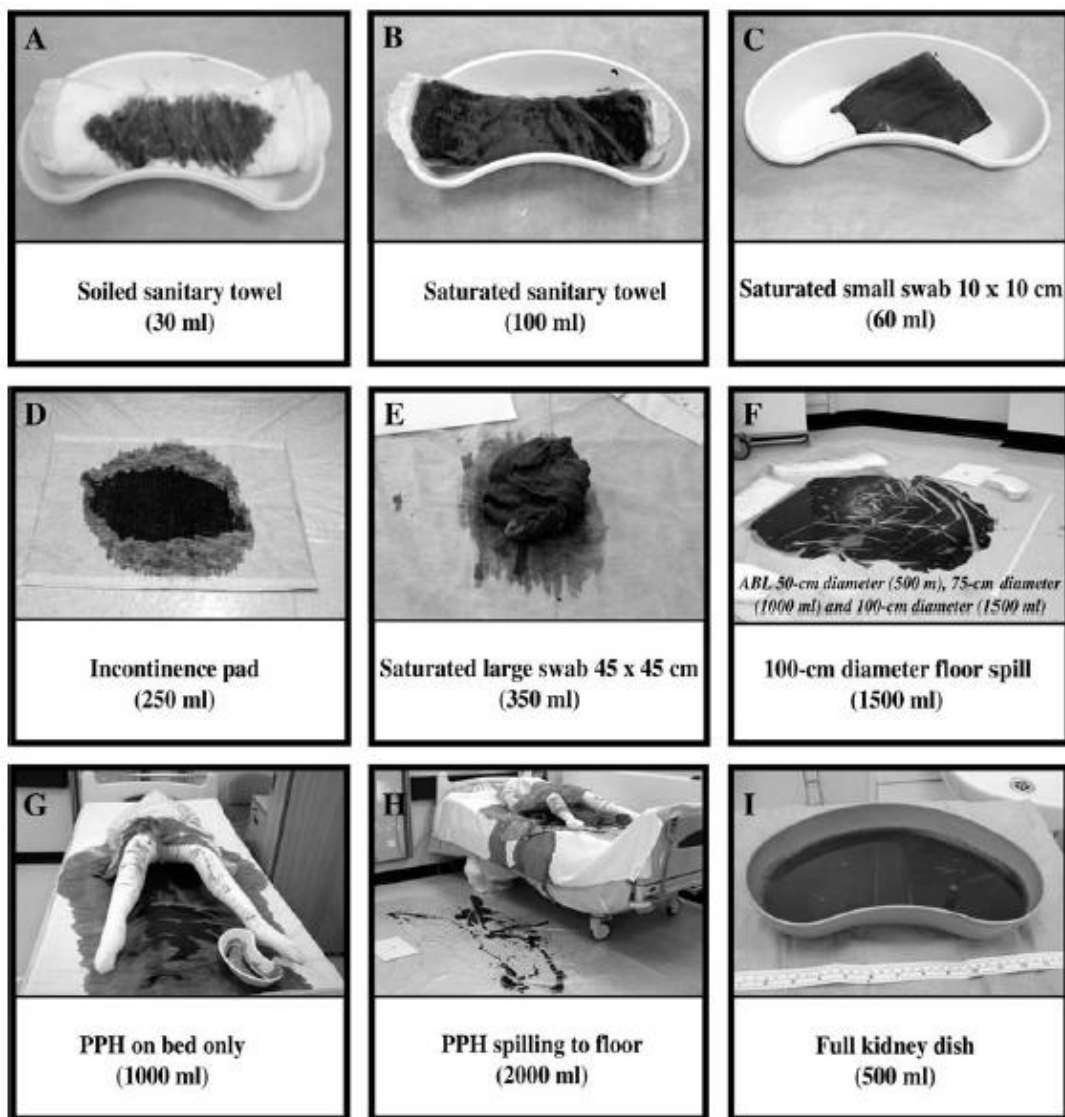 A
Soiled sanitary towel
(30 ml)
B
Saturated sanitary towel
(100 ml)
C
Saturated small swab 10 x 10 cm
(60 ml)
D
Incontinence pad
(250 ml)
E
Saturated large swab 45 x 45 cm
(350 ml)
F
ABL 50-cm diameter (500 m), 75-cm diameter
(1000 ml) and 100-cm diameter (1500 ml)
100-cm diameter floor spill
(1500 ml)
G
PPH on bed only
(1000 ml)
H
PPH spilling to floor
(2000 ml)
I
Full kidney dish
(500 ml)